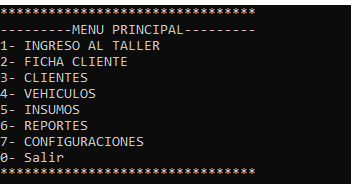 ********************************
---------MENU PRINCIPAL---------
1- INGRESO AL TALLER
2- FICHA CLIENTE
3- CLIENTES
4- VEHICULOS
5- INSUMOS
6- REPORTES
7- CONFIGURACIONES
0- Salir
********************************